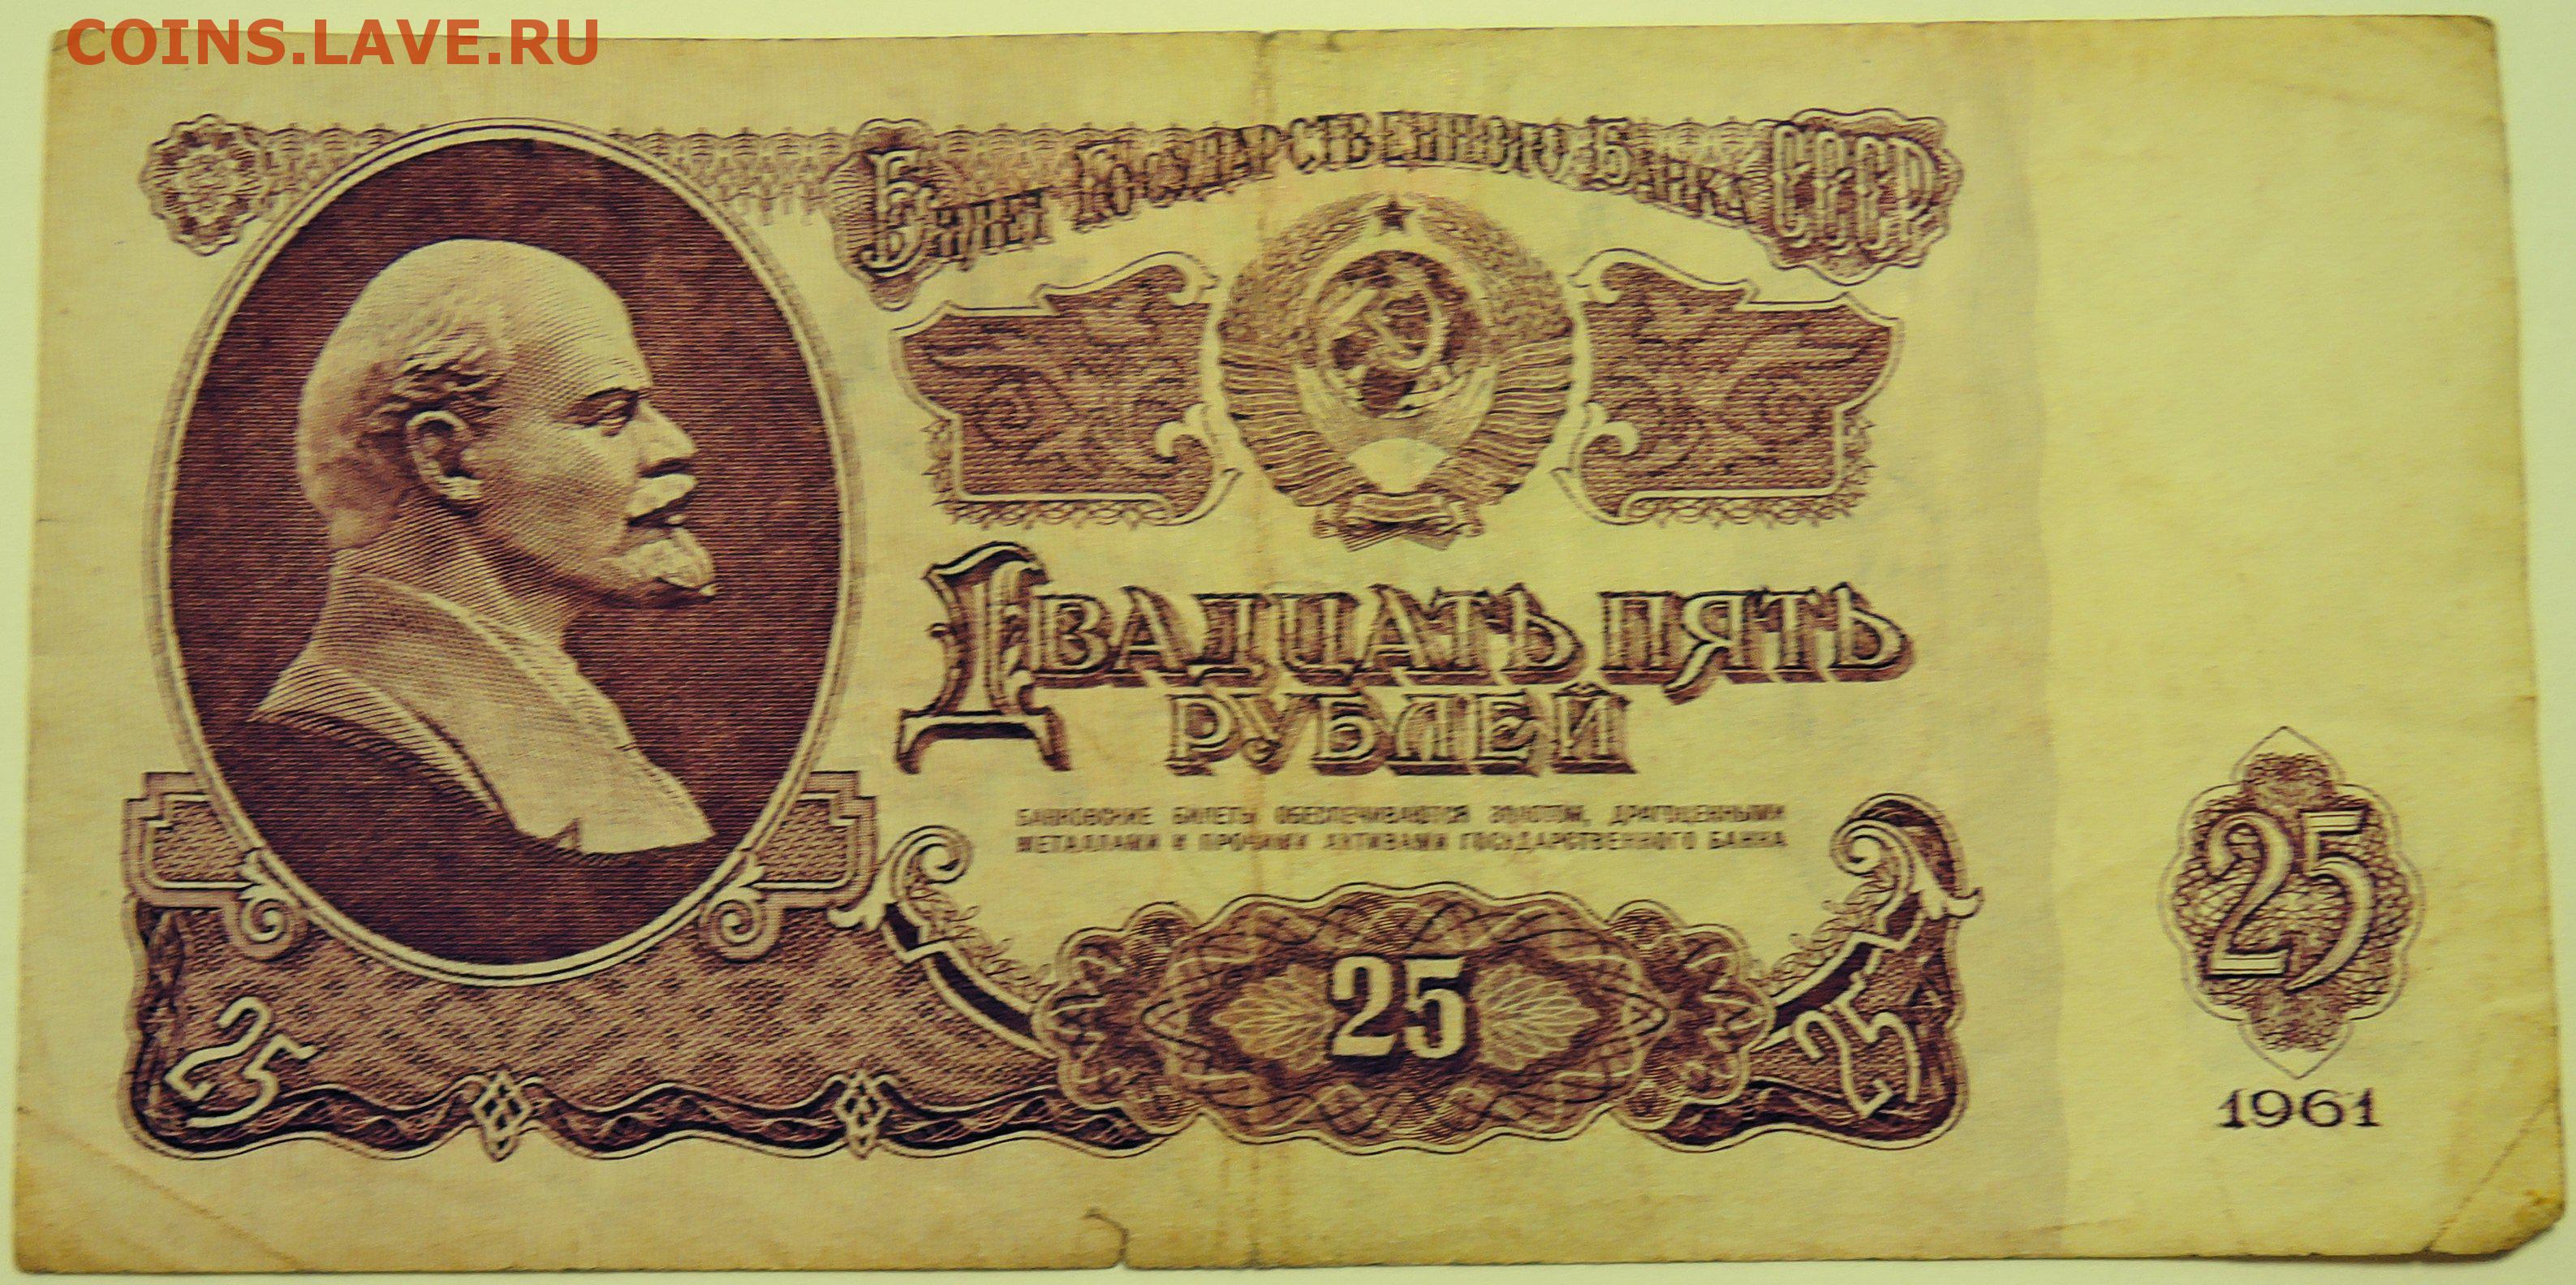 COINS.LAVE.RU
Билет Государственного Банка СССР
Двадцать пять
рублей
БАНКОВСКИЕ БИЛЕТЫ ОБЕСПЕЧИВАЮТСЯ ЗОЛОТОМ, ДРАГОЦЕННЫМИ
МЕТАЛЛАМИ И ПРОЧИМИ АКТИВАМИ ГОСУДАРСТВЕННОГО БАНКА
25
25
25
25
1961